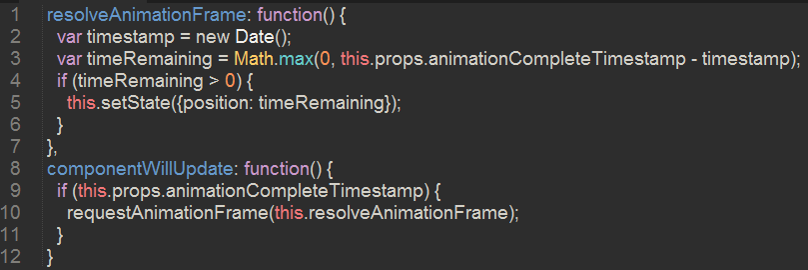 1 resolveAnimationFrame: function() {
2 var timestamp = new Date();
3 var timeRemaining = Math.max(0, this.props.animationCompleteTimestamp - timestamp);
4 if (timeRemaining > 0) {
5 this.setState({position: timeRemaining});
6 }
7 },
8 componentWillUpdate: function() {
9 if (this.props.animationCompleteTimestamp) {
10 requestAnimationFrame(this.resolveAnimationFrame);
11 }
12 }